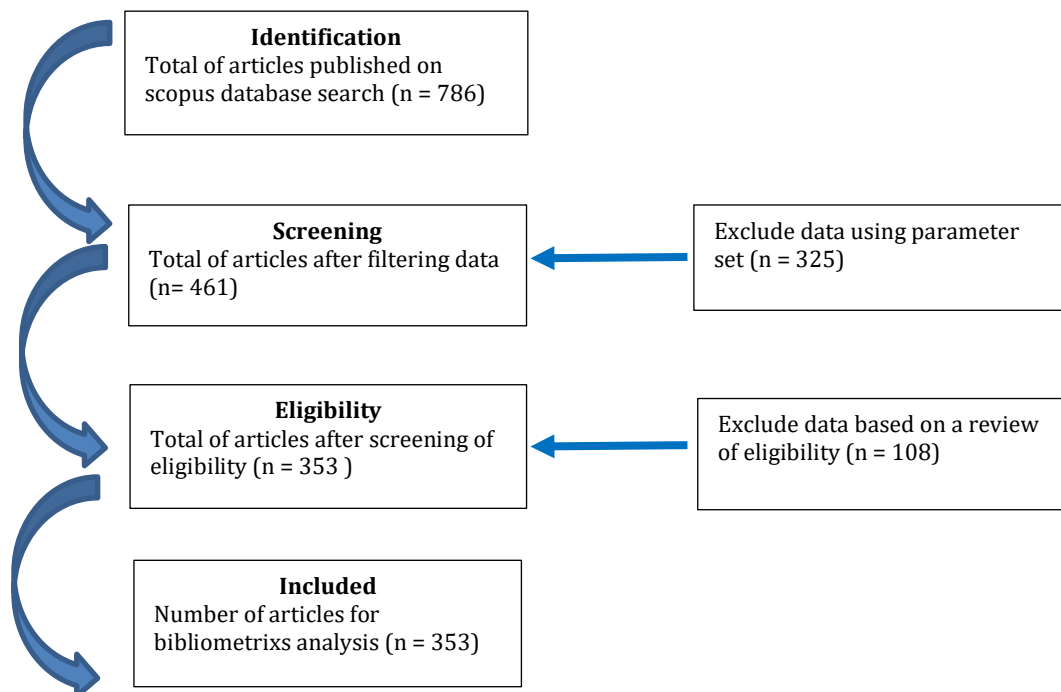 Identification
Total of articles published on
scopus database search (n = 786)
Screening
Total of articles after filtering data
(n= 461)
Exclude data using parameter
set (n = 325)
Eligibility
Total of articles after screening of
eligibility (n = 353 )
Exclude data based on a review
of eligibility (n = 108)
Included
Number of articles for
bibliometrixs analysis (n = 353)